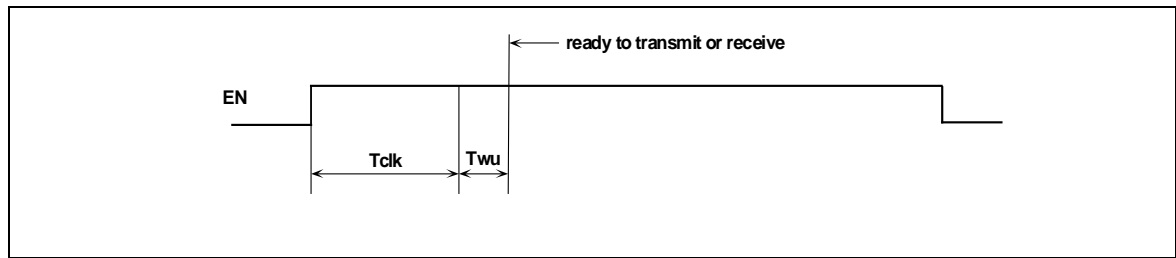 ready to transmit or receive
EN
Tclk
Twu